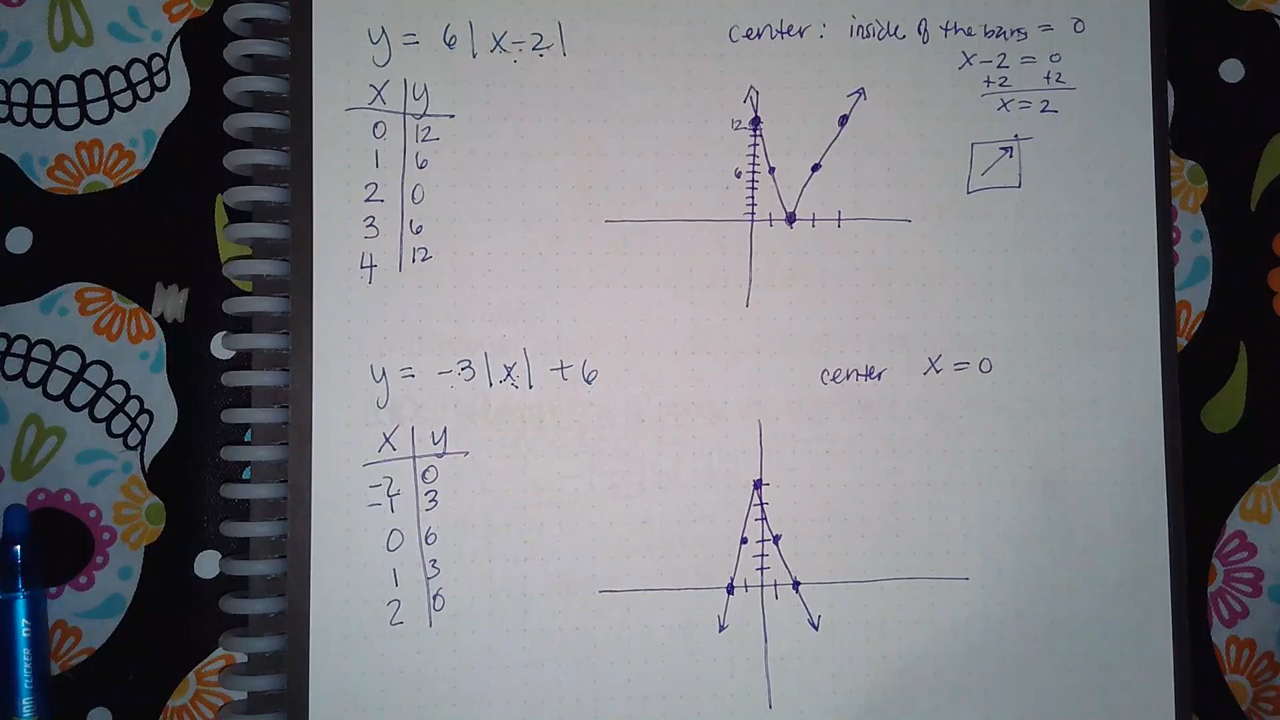 y = 6|x-2|
center: inside of the bars = 0
x-2 = 0
+2 +2
x = 2
x y
0 12
1 6
2 0
3 6
4 12
12
6
y = -3|x| + 6
center x = 0
x y
-2 0
-1 3
0 6
1 3
2 0